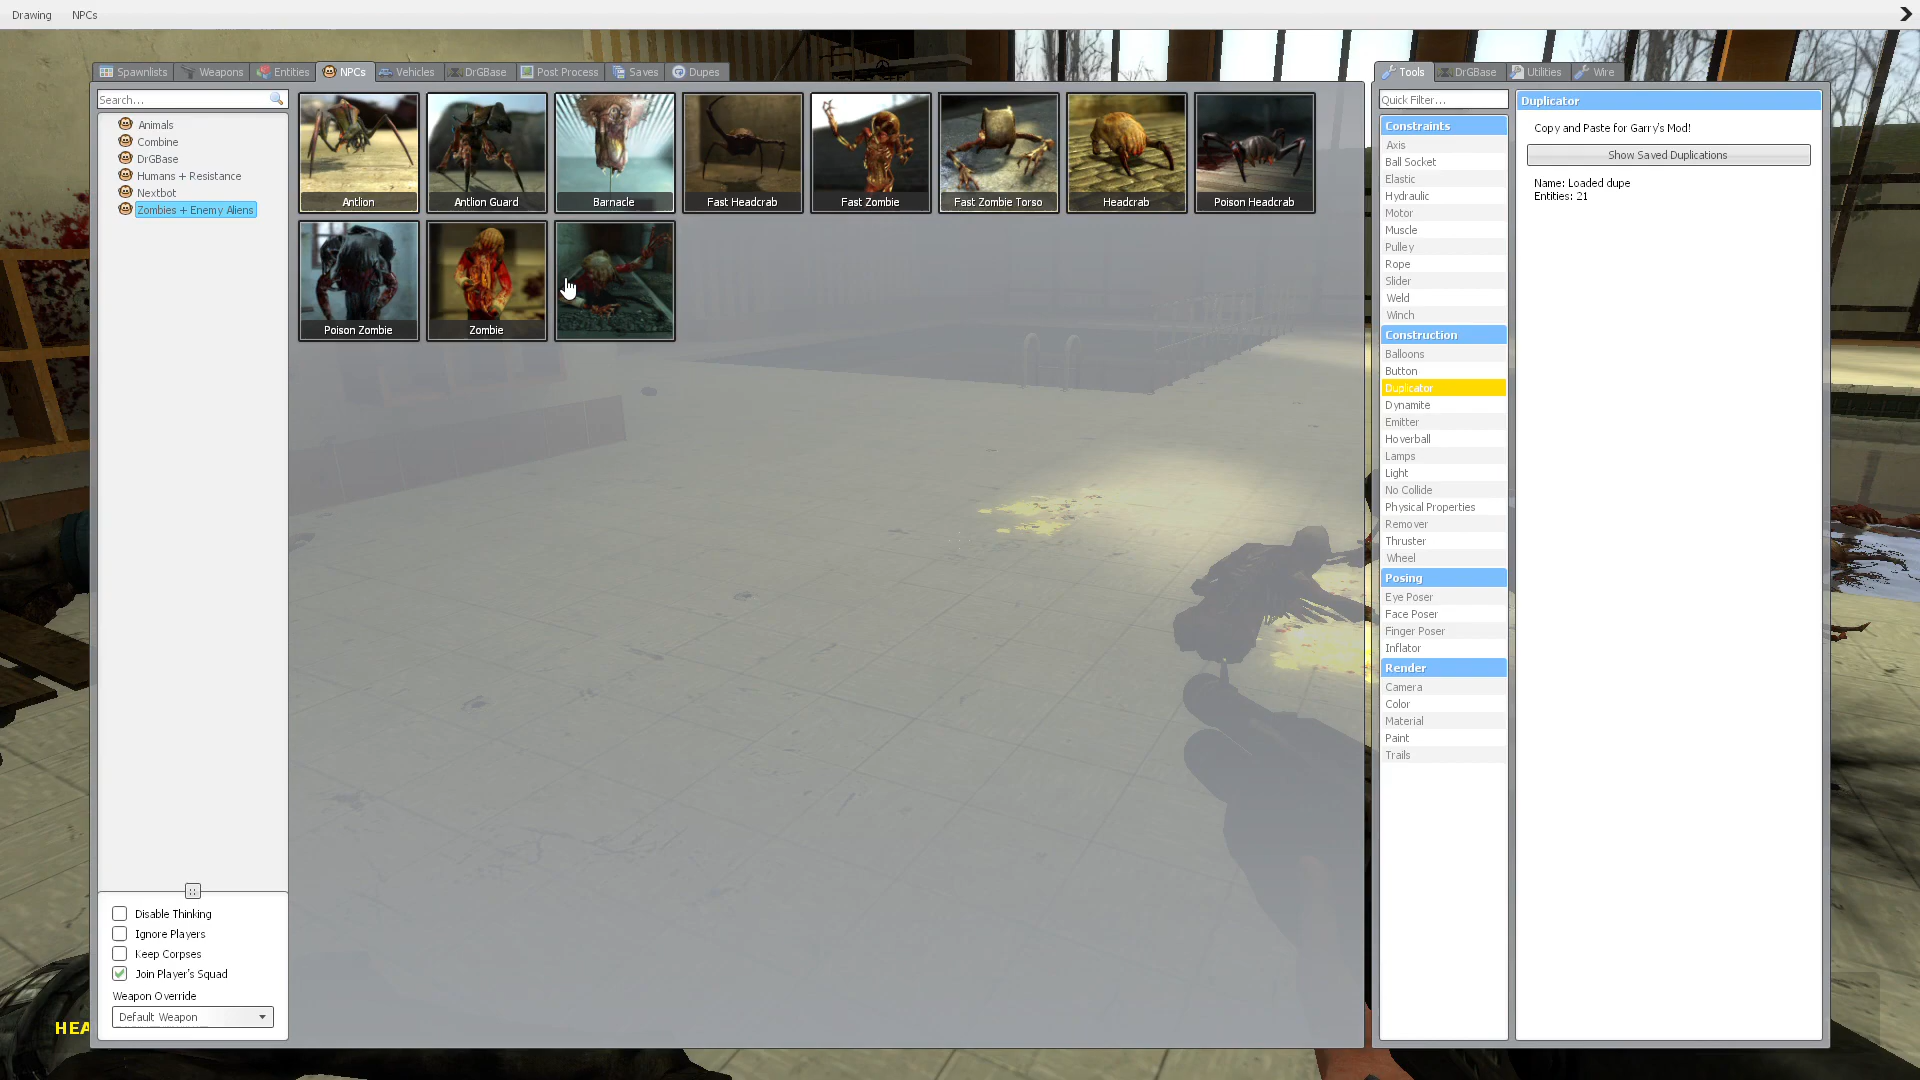 Drawing NPCs
Spawnlists Weapons Entities NPCs Vehicles DrGBase Post Process Saves Dupes
Search...
Animals
Combine
DrGBase
Humans + Resistance
Nextbot
Zombies + Enemy Aliens
Antlion
Antlion Guard
Barnacle
Fast Headcrab
Fast Zombie
Fast Zombie Torso
Headcrab
Poison Headcrab
Poison Zombie
Zombie
Disable Thinking
Ignore Players
Keep Corpses
Join Player's Squad
Weapon Override
Default Weapon
HEA
Tools DrGBase Utilities Wire
Quick Filter...
Constraints
Axis
Ball Socket
Elastic
Hydraulic
Motor
Muscle
Pulley
Rope
Slider
Weld
Winch
Construction
Balloons
Button
Duplicator
Dynamite
Emitter
Hoverball
Lamps
Light
No Collide
Physical Properties
Remover
Thruster
Wheel
Posing
Eye Poser
Face Poser
Finger Poser
Inflator
Render
Camera
Color
Material
Paint
Trails
Duplicator
Copy and Paste for Garry's Mod!
Show Saved Duplications
Name: Loaded dupe
Entities: 21